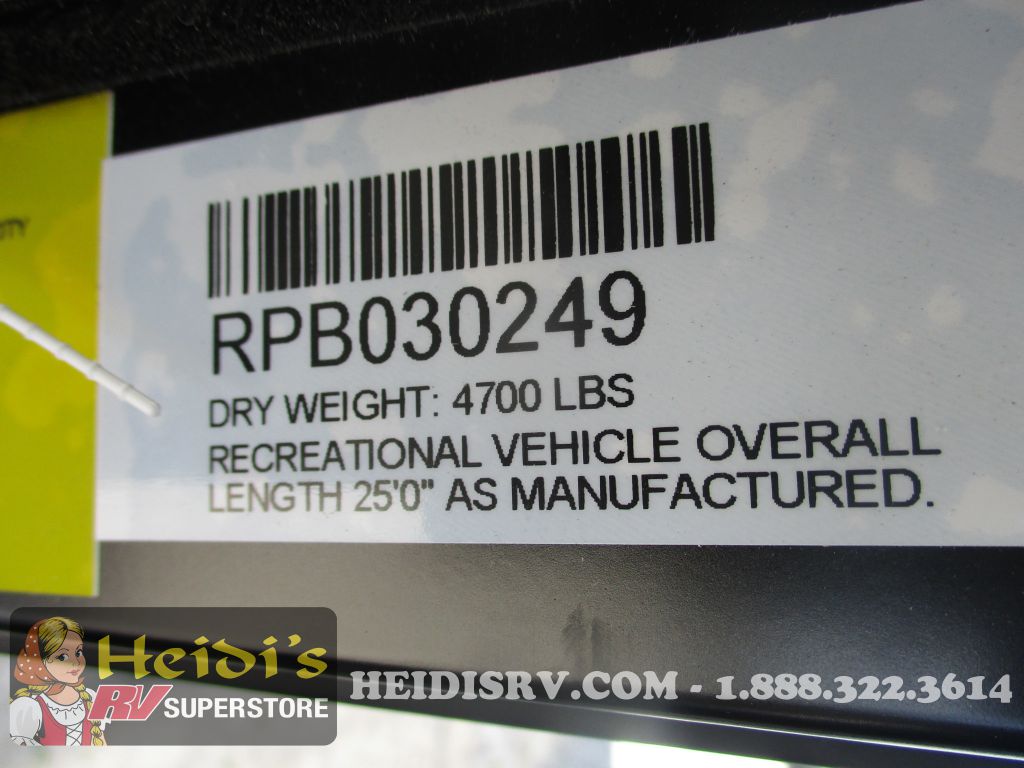 RPB030249
DRY WEIGHT: 4700 LBS
RECREATIONAL VEHICLE OVERALL
LENGTH 25'0" AS MANUFACTURED.
Heidi's
RV SUPERSTORE
HEIDISRV.COM - 1.888.322.3614